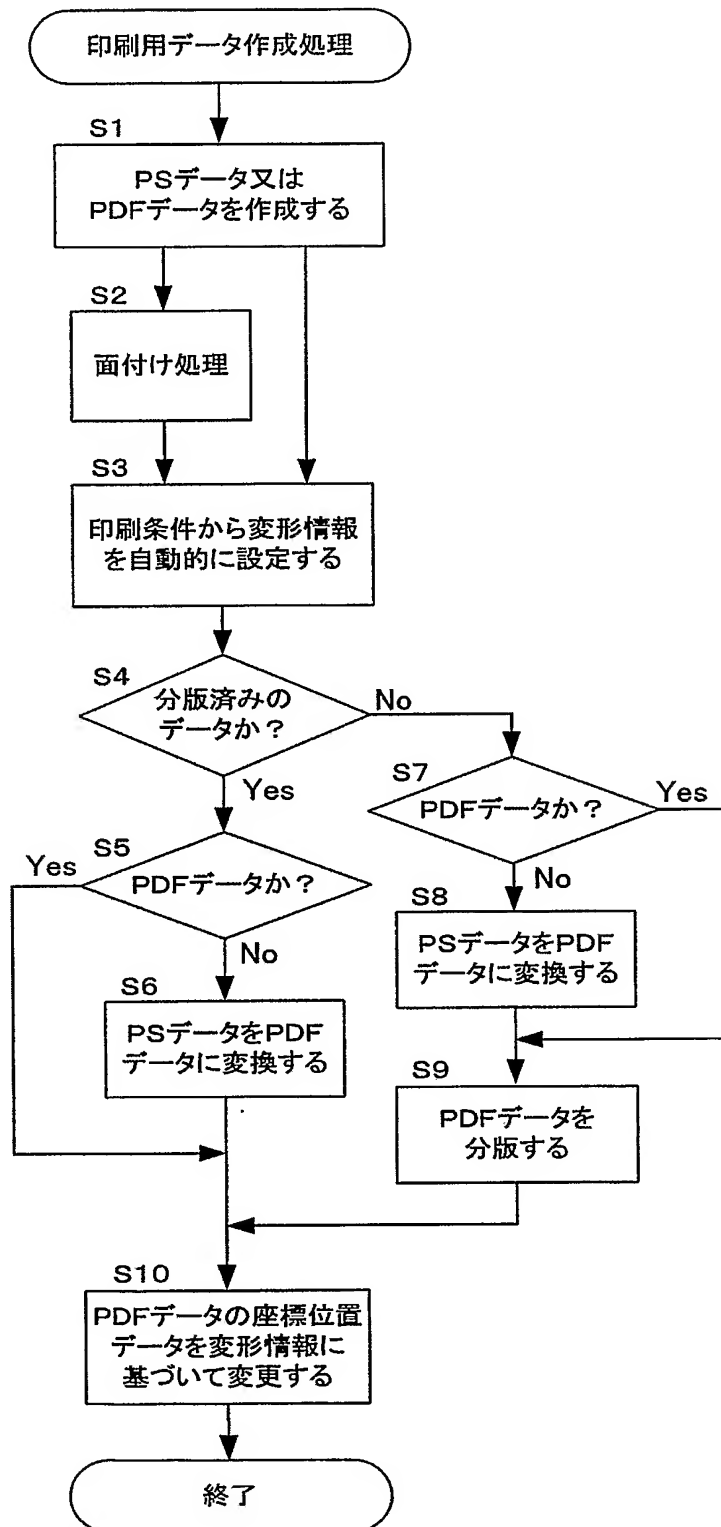 印刷用データ作成処理
S1
PSデータ又は
PDFデータを作成する
S2
面付け処理
S3
印刷条件から変形情報
を自動的に設定する
S4
分版済みの
データか?
No
Yes
S7
PDFデータか?
Yes
No
S5
Yes
PDFデータか?
No
S8
PSデータをPDF
データに変換する
S6
PSデータをPDF
データに変換する
S9
PDFデータを
分版する
S10
PDFデータの座標位置
データを変形情報に
基づいて変更する
終了